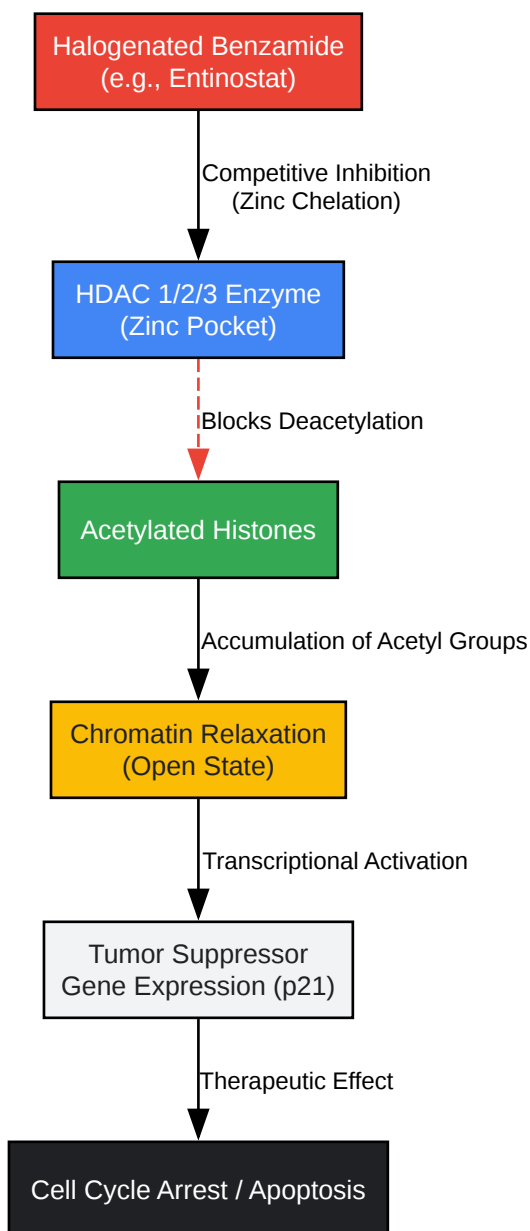 Halogenated Benzamide
(e.g., Entinostat)
Competitive Inhibition
(Zinc Chelation)
HDAC 1/2/3 Enzyme
(Zinc Pocket)
Blocks Deacetylation
Acetylated Histones
Accumulation of Acetyl Groups
Chromatin Relaxation
(Open State)
Transcriptional Activation
Tumor Suppressor
Gene Expression (p21)
Therapeutic Effect
Cell Cycle Arrest / Apoptosis